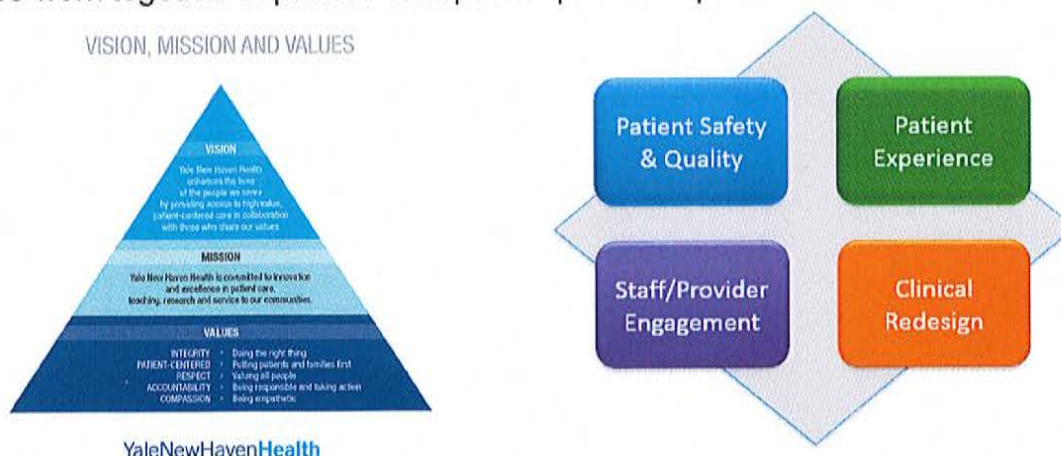 VISION, MISSION AND VALUES
VISION
Yale New Haven Health
enhances the lives
of the people we serve
by providing access to high value,
patient-centered care in collaboration
with those who share our values.
MISSION
Yale New Haven Health is committed to innovation
and excellence in patient care,
teaching, research and service to our communities.
VALUES
INTEGRITY • Doing the right thing
PATIENT-CENTERED • Putting patients and families first
RESPECT • Valuing all people
ACCOUNTABILITY • Being responsible and taking action
COMPASSION • Being empathetic
YaleNewHavenHealth
Patient Safety
& Quality
Patient
Experience
Staff/Provider
Engagement
Clinical
Redesign